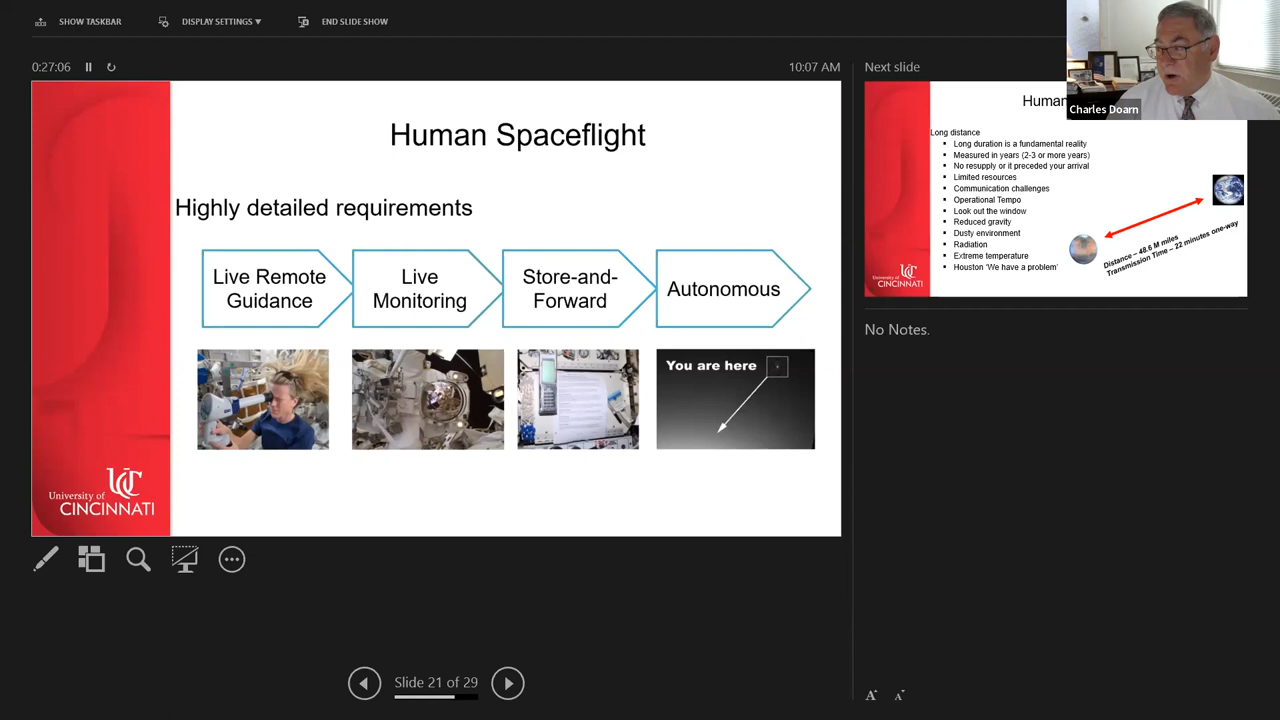 SHOW TASKBAR
DISPLAY SETTINGS ▼
END SLIDE SHOW
0:27:06
10:07 AM
Human Spaceflight
Highly detailed requirements
Live Remote
Guidance
Live
Monitoring
Store-and-
Forward
Autonomous
You are here
University of
CINCINNATI
Slide 21 of 29
Next slide
Charles Doarn
Human
Long distance
▪ Long duration is a fundamental reality
▪ Measured in years (2-3 or more years)
▪ No resupply or it preceded your arrival
▪ Limited resources
▪ Communication challenges
▪ Operational Tempo
▪ Look out the window
▪ Reduced gravity
▪ Dusty environment
▪ Radiation
▪ Extreme temperature
▪ Houston 'We have a problem'
Distance – 48.6 M miles
Transmission Time – 22 minutes one-way
University of
CINCINNATI
No Notes.